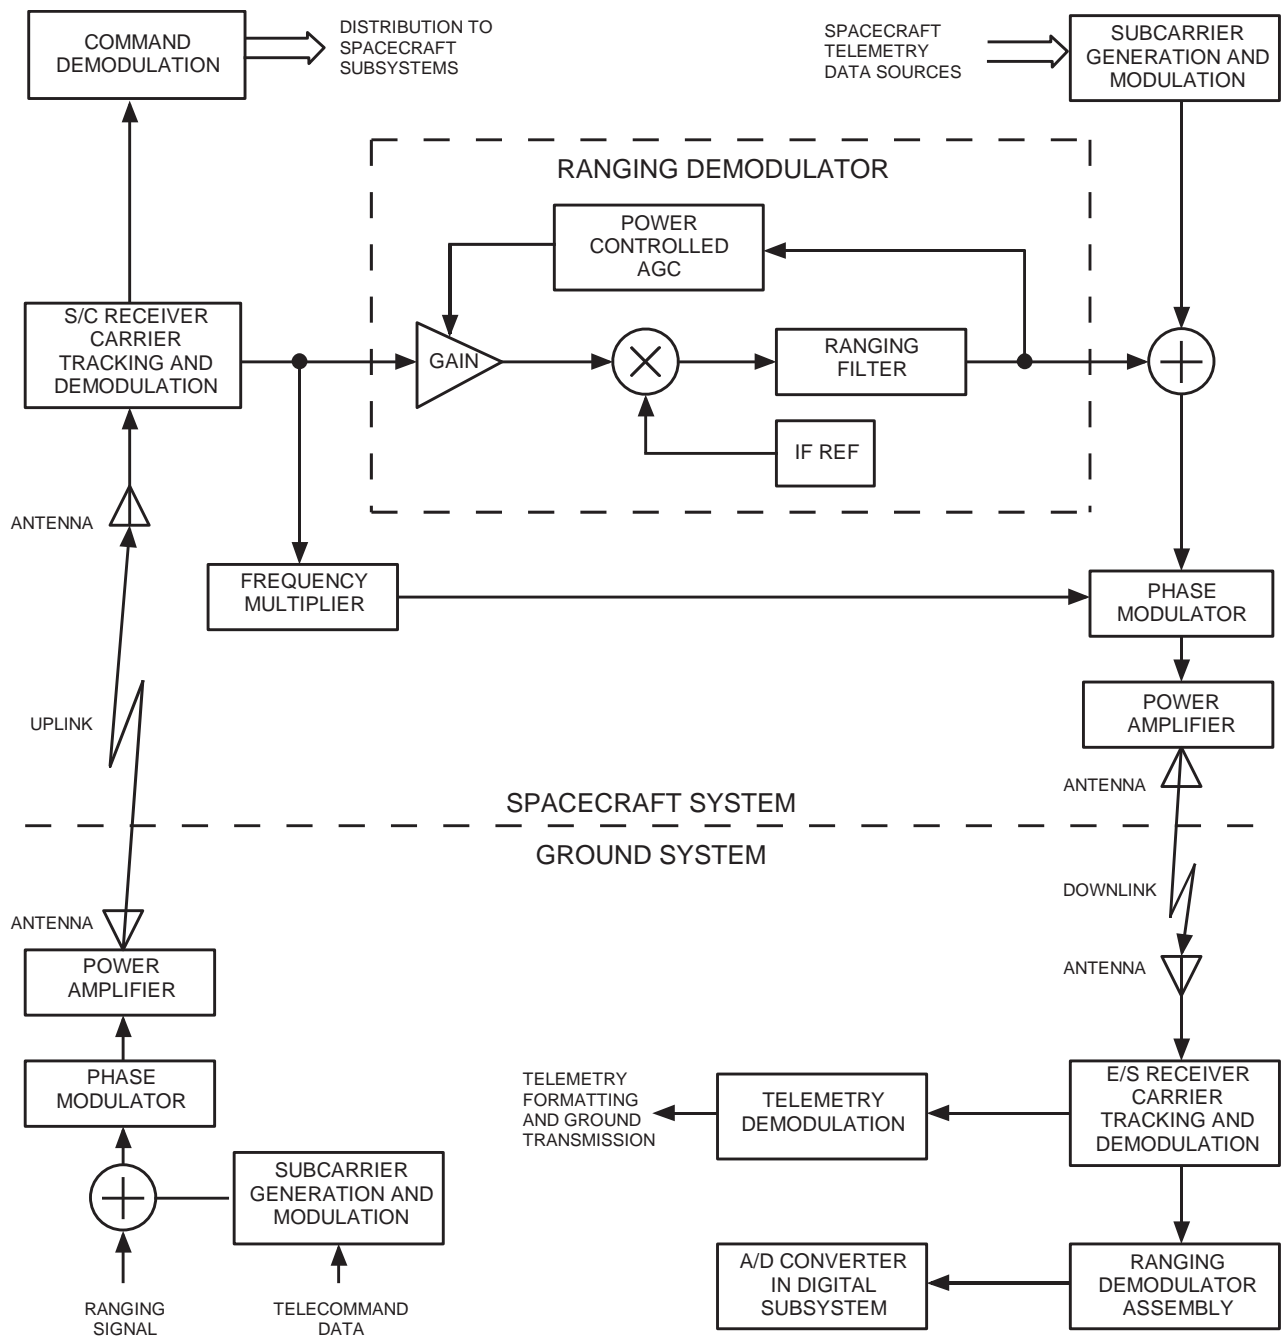 COMMAND
DEMODULATION
DISTRIBUTION TO
SPACECRAFT
SUBSYSTEMS
SPACECRAFT
TELEMETRY
DATA SOURCES
SUBCARRIER
GENERATION AND
MODULATION
RANGING DEMODULATOR
POWER
CONTROLLED
AGC
S/C RECEIVER
CARRIER
TRACKING AND
DEMODULATION
GAIN
RANGING
FILTER
IF REF
ANTENNA
FREQUENCY
MULTIPLIER
PHASE
MODULATOR
UPLINK
POWER
AMPLIFIER
ANTENNA
SPACECRAFT SYSTEM
GROUND SYSTEM
DOWNLINK
ANTENNA
POWER
AMPLIFIER
ANTENNA
PHASE
MODULATOR
TELEMETRY
FORMATTING
AND GROUND
TRANSMISSION
TELEMETRY
DEMODULATION
E/S RECEIVER
CARRIER
TRACKING AND
DEMODULATION
SUBCARRIER
GENERATION AND
MODULATION
A/D CONVERTER
IN DIGITAL
SUBSYSTEM
RANGING
DEMODULATOR
ASSEMBLY
RANGING
SIGNAL
TELECOMMAND
DATA